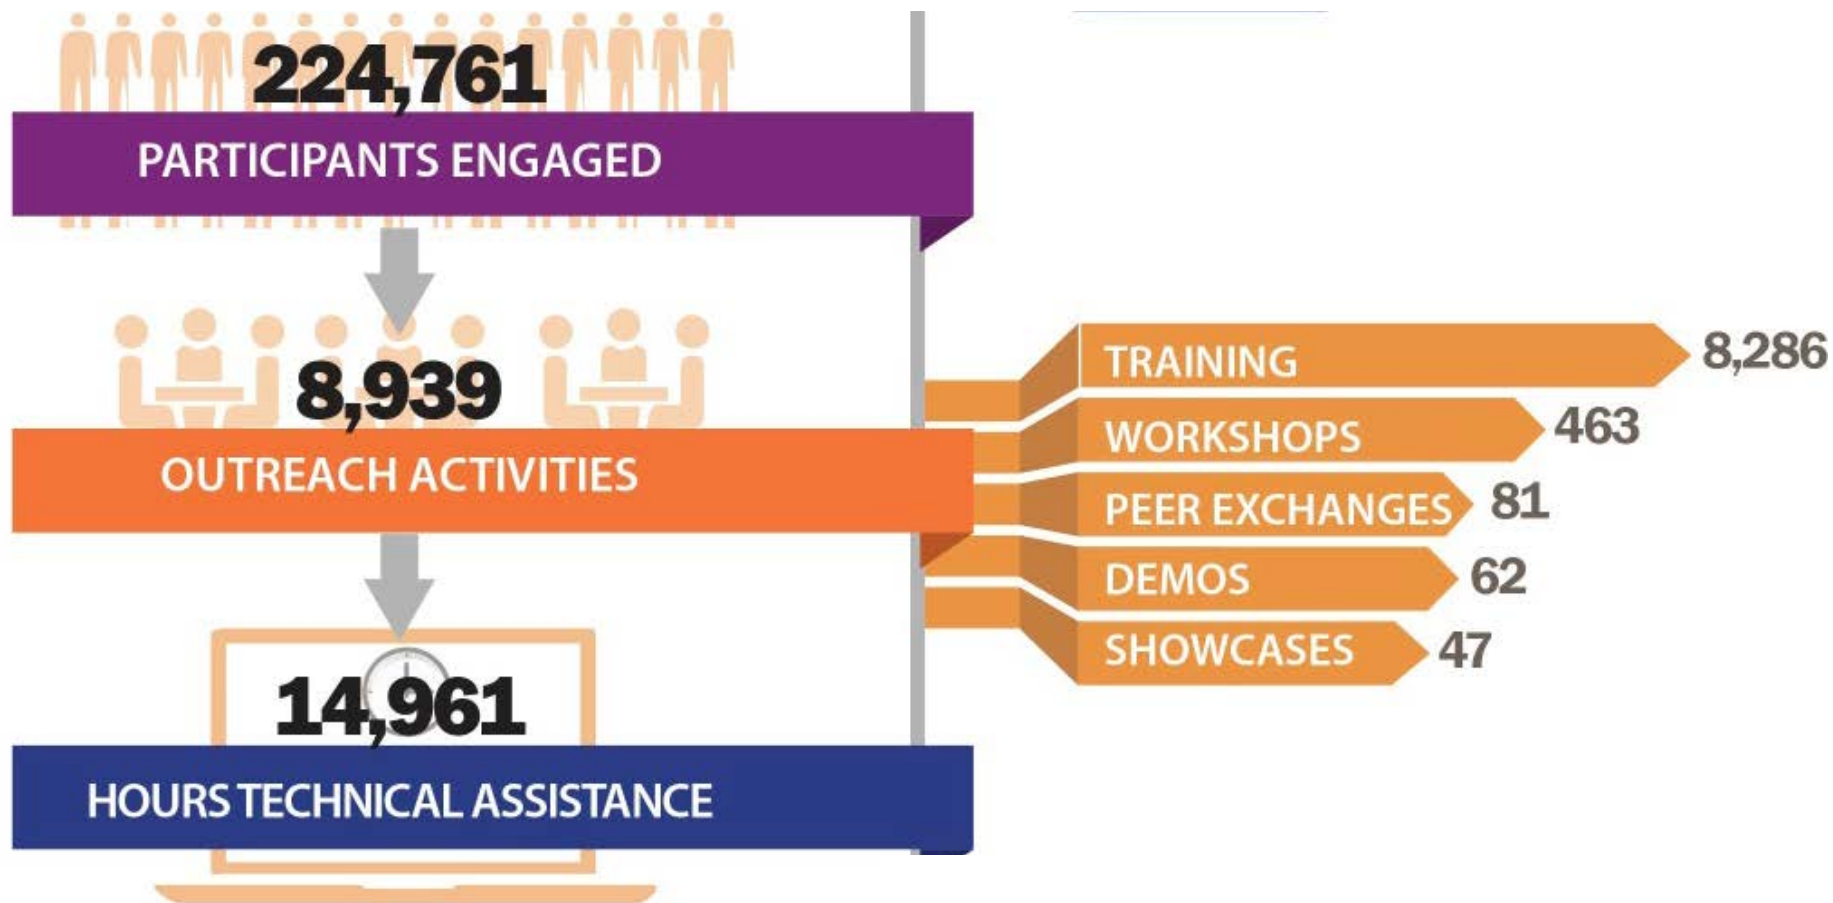 224,761
PARTICIPANTS ENGAGED
8,939
OUTREACH ACTIVITIES
TRAINING 8,286
WORKSHOPS 463
PEER EXCHANGES 81
DEMOS 62
SHOWCASES 47
14,961
HOURS TECHNICAL ASSISTANCE